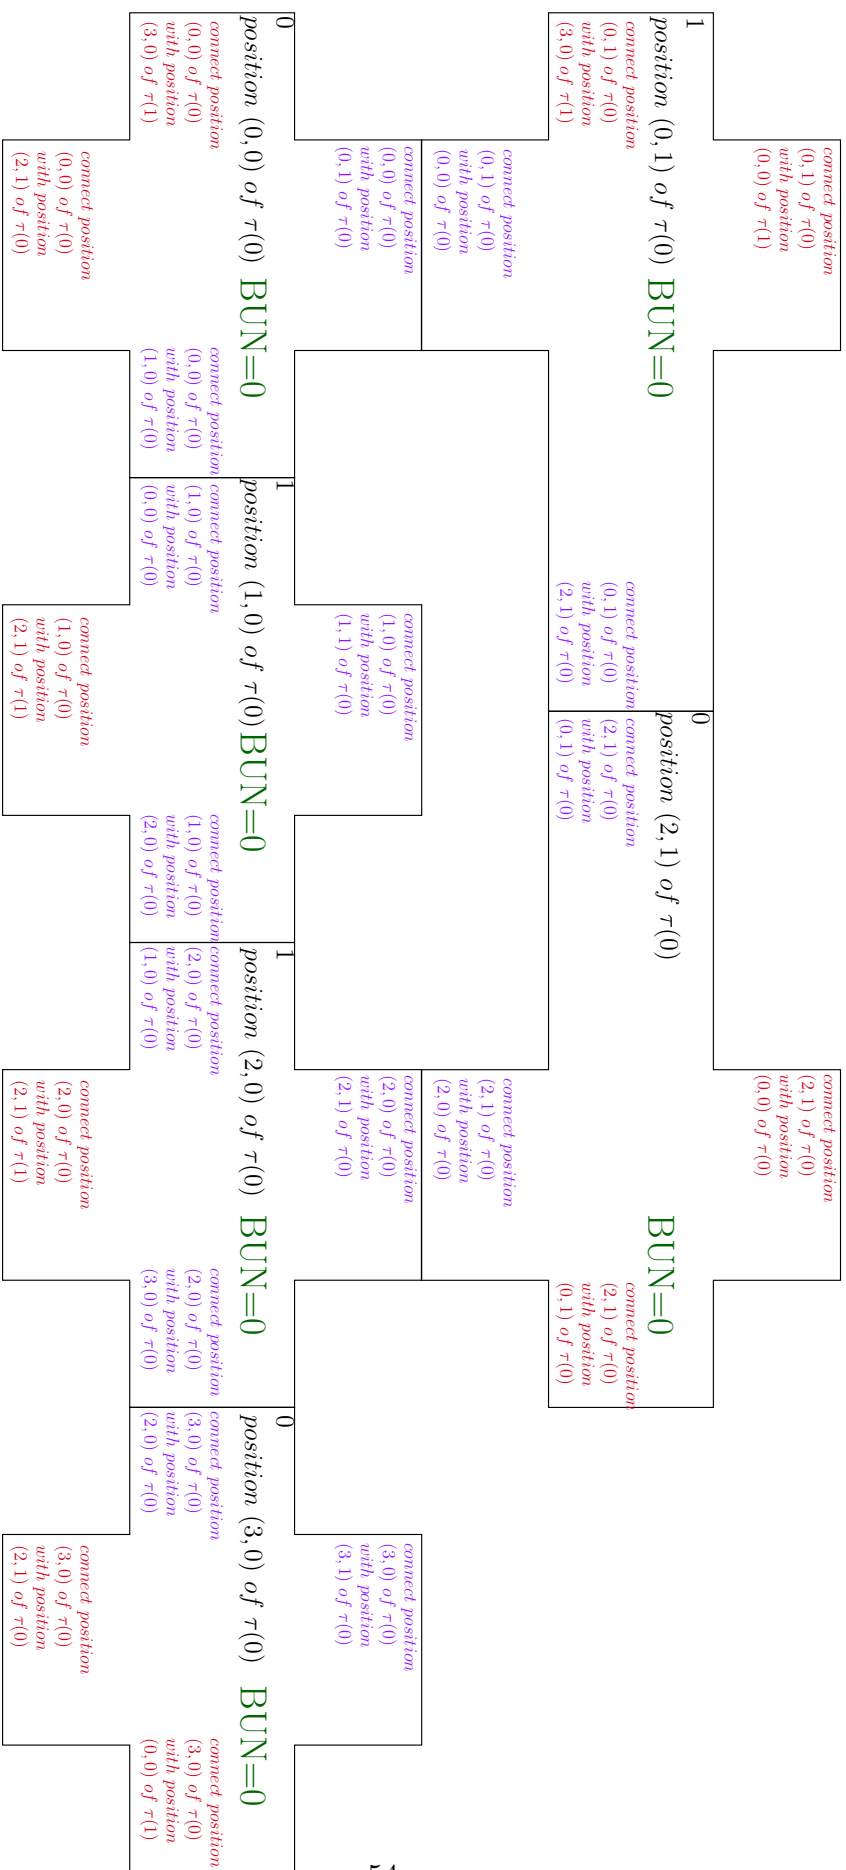 connect position
(0,1) of τ(0)
with position
(0,0) of τ(1)
1
position (0,1) of τ(0) BUN=0
connect position
(0,1) of τ(0)
with position
(3,0) of τ(1)
connect position
(0,1) of τ(0)
with position
(2,1) of τ(0)
connect position
(0,1) of τ(0)
with position
(0,0) of τ(0)
connect position
(2,1) of τ(0)
with position
(0,0) of τ(0)
0
position (2,1) of τ(0) BUN=0
connect position
(2,1) of τ(0)
with position
(0,1) of τ(0)
connect position
(2,1) of τ(0)
with position
(0,1) of τ(0)
connect position
(2,1) of τ(0)
with position
(2,0) of τ(0)
connect position
(0,0) of τ(0)
with position
(0,1) of τ(0)
0
position (0,0) of τ(0) BUN=0
connect position
(0,0) of τ(0)
with position
(3,0) of τ(1)
connect position
(0,0) of τ(0)
with position
(1,0) of τ(0)
connect position
(0,0) of τ(0)
with position
(2,1) of τ(0)
connect position
(1,0) of τ(0)
with position
(1,1) of τ(0)
1
position (1,0) of τ(0) BUN=0
connect position
(1,0) of τ(0)
with position
(0,0) of τ(0)
connect position
(1,0) of τ(0)
with position
(2,0) of τ(0)
connect position
(1,0) of τ(0)
with position
(2,1) of τ(1)
connect position
(2,0) of τ(0)
with position
(2,1) of τ(0)
1
position (2,0) of τ(0) BUN=0
connect position
(2,0) of τ(0)
with position
(1,0) of τ(0)
connect position
(2,0) of τ(0)
with position
(3,0) of τ(0)
connect position
(2,0) of τ(0)
with position
(2,1) of τ(1)
connect position
(3,0) of τ(0)
with position
(3,1) of τ(0)
0
position (3,0) of τ(0) BUN=0
connect position
(3,0) of τ(0)
with position
(2,0) of τ(0)
connect position
(3,0) of τ(0)
with position
(0,0) of τ(1)
connect position
(3,0) of τ(0)
with position
(2,1) of τ(0)